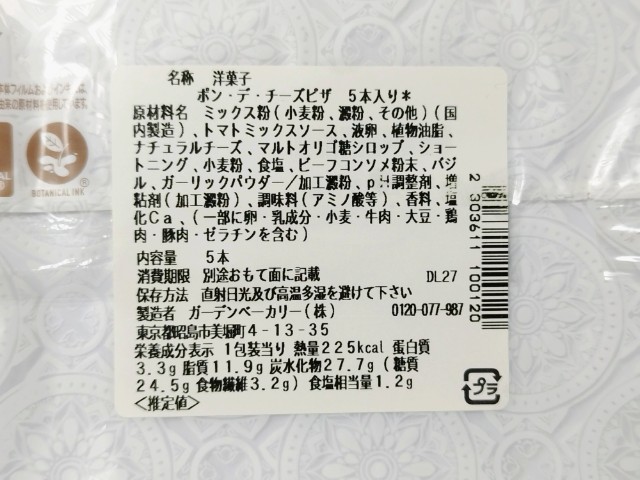 名称 洋菓子
ポン・デ・チーズピザ 5本入り*
原材料名 ミックス粉(小麦粉、澱粉、その他)(国
内製造)、トマトミックスソース、液卵、植物油脂、
ナチュラルチーズ、マルトオリゴ糖シロップ、ショー
トニング、小麦粉、食塩、ビーフコンソメ粉末、バジ
ル、ガーリックパウダー/加工澱粉、pH調整剤、増
粘剤(加工澱粉)、調味料(アミノ酸等)、香料、塩
化Ca、(一部に卵・乳成分・小麦・牛肉・大豆・鶏
肉・豚肉・ゼラチンを含む)
内容量 5本
消費期限 別途おもて面に記載 DL27
保存方法 直射日光及び高温多湿を避けて下さい
製造者 ガーデンベーカリー(株) 0120-077-987
東京都昭島市美堀町4-13-35
栄養成分表示 1包装当り 熱量225kcal 蛋白質
3.3g 脂質11.9g 炭水化物27.7g(糖質
24.5g 食物繊維3.2g) 食塩相当量1.2g
<推定値>
2 303611 100120
プラ
BOTANICAL INK